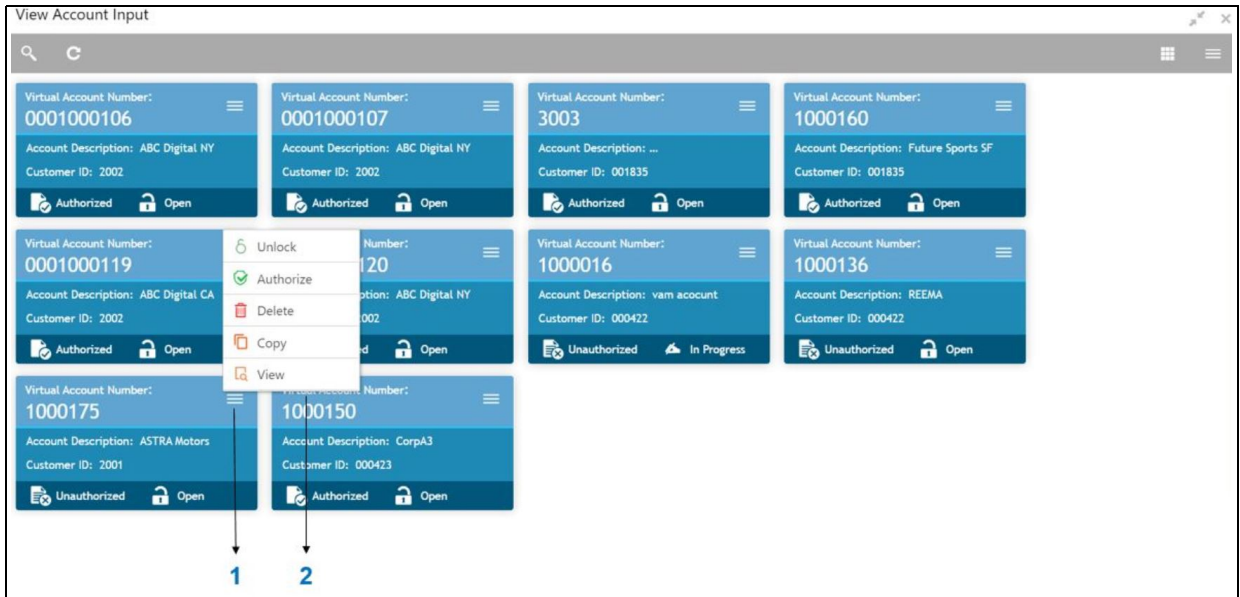 View Account Input
Virtual Account Number:
0001000106
Account Description: ABC Digital NY
Customer ID: 2002
Authorized Open
Virtual Account Number:
0001000107
Account Description: ABC Digital NY
Customer ID: 2002
Authorized Open
Virtual Account Number:
3003
Account Description: ...
Customer ID: 001835
Authorized Open
Virtual Account Number:
1000160
Account Description: Future Sports SF
Customer ID: 001835
Authorized Open
Virtual Account Number:
0001000119
Account Description: ABC Digital CA
Customer ID: 2002
Authorized Open
Unlock
Authorize
Delete
Copy
View
Number:
120
ption: ABC Digital NY
002
d Open
Virtual Account Number:
1000016
Account Description: vam acocunt
Customer ID: 000422
Unauthorized In Progress
Virtual Account Number:
1000136
Account Description: REEMA
Customer ID: 000422
Unauthorized Open
Virtual Account Number:
1000175
Account Description: ASTRA Motors
Customer ID: 2001
Unauthorized Open
Virtual Account Number:
1000150
Account Description: CorpA3
Customer ID: 000423
Authorized Open
1 2